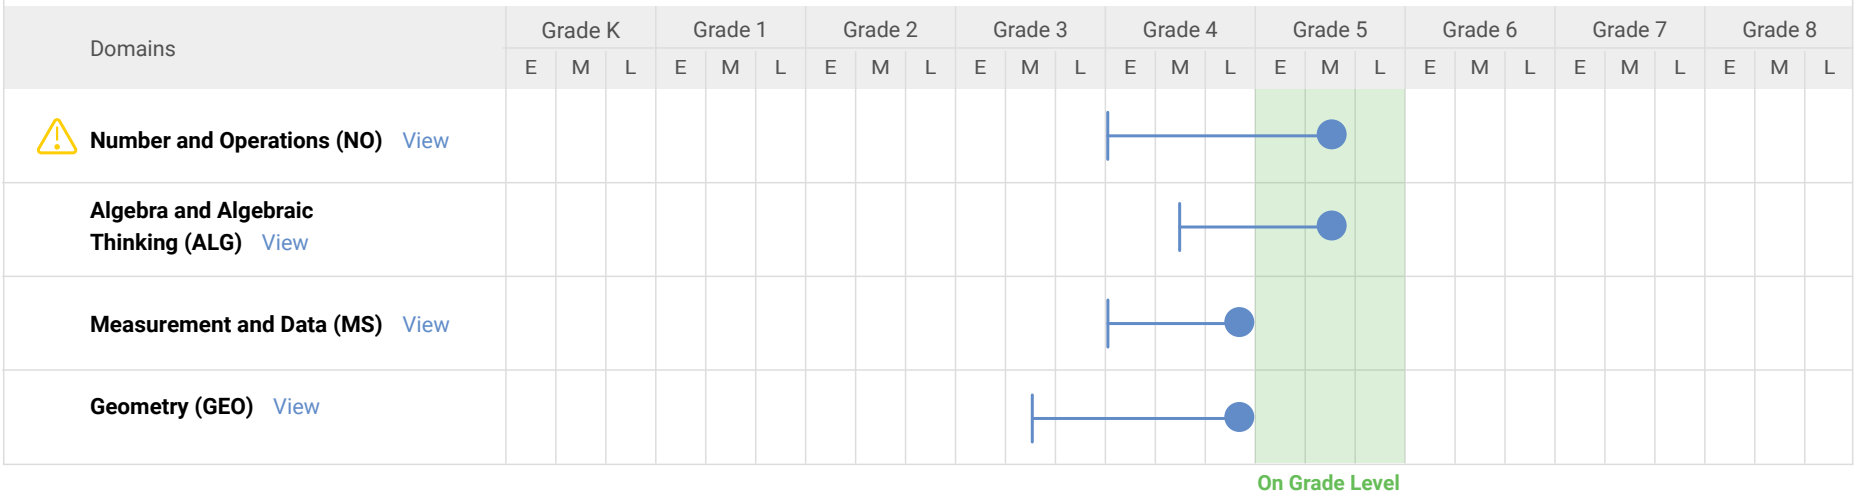 Domains
Grade K Grade 1 Grade 2 Grade 3 Grade 4 Grade 5 Grade 6 Grade 7 Grade 8
E M L E M L E M L E M L E M L E M L E M L E M L E M L
Number and Operations (NO) View
Algebra and Algebraic
Thinking (ALG) View
Measurement and Data (MS) View
Geometry (GEO) View
On Grade Level